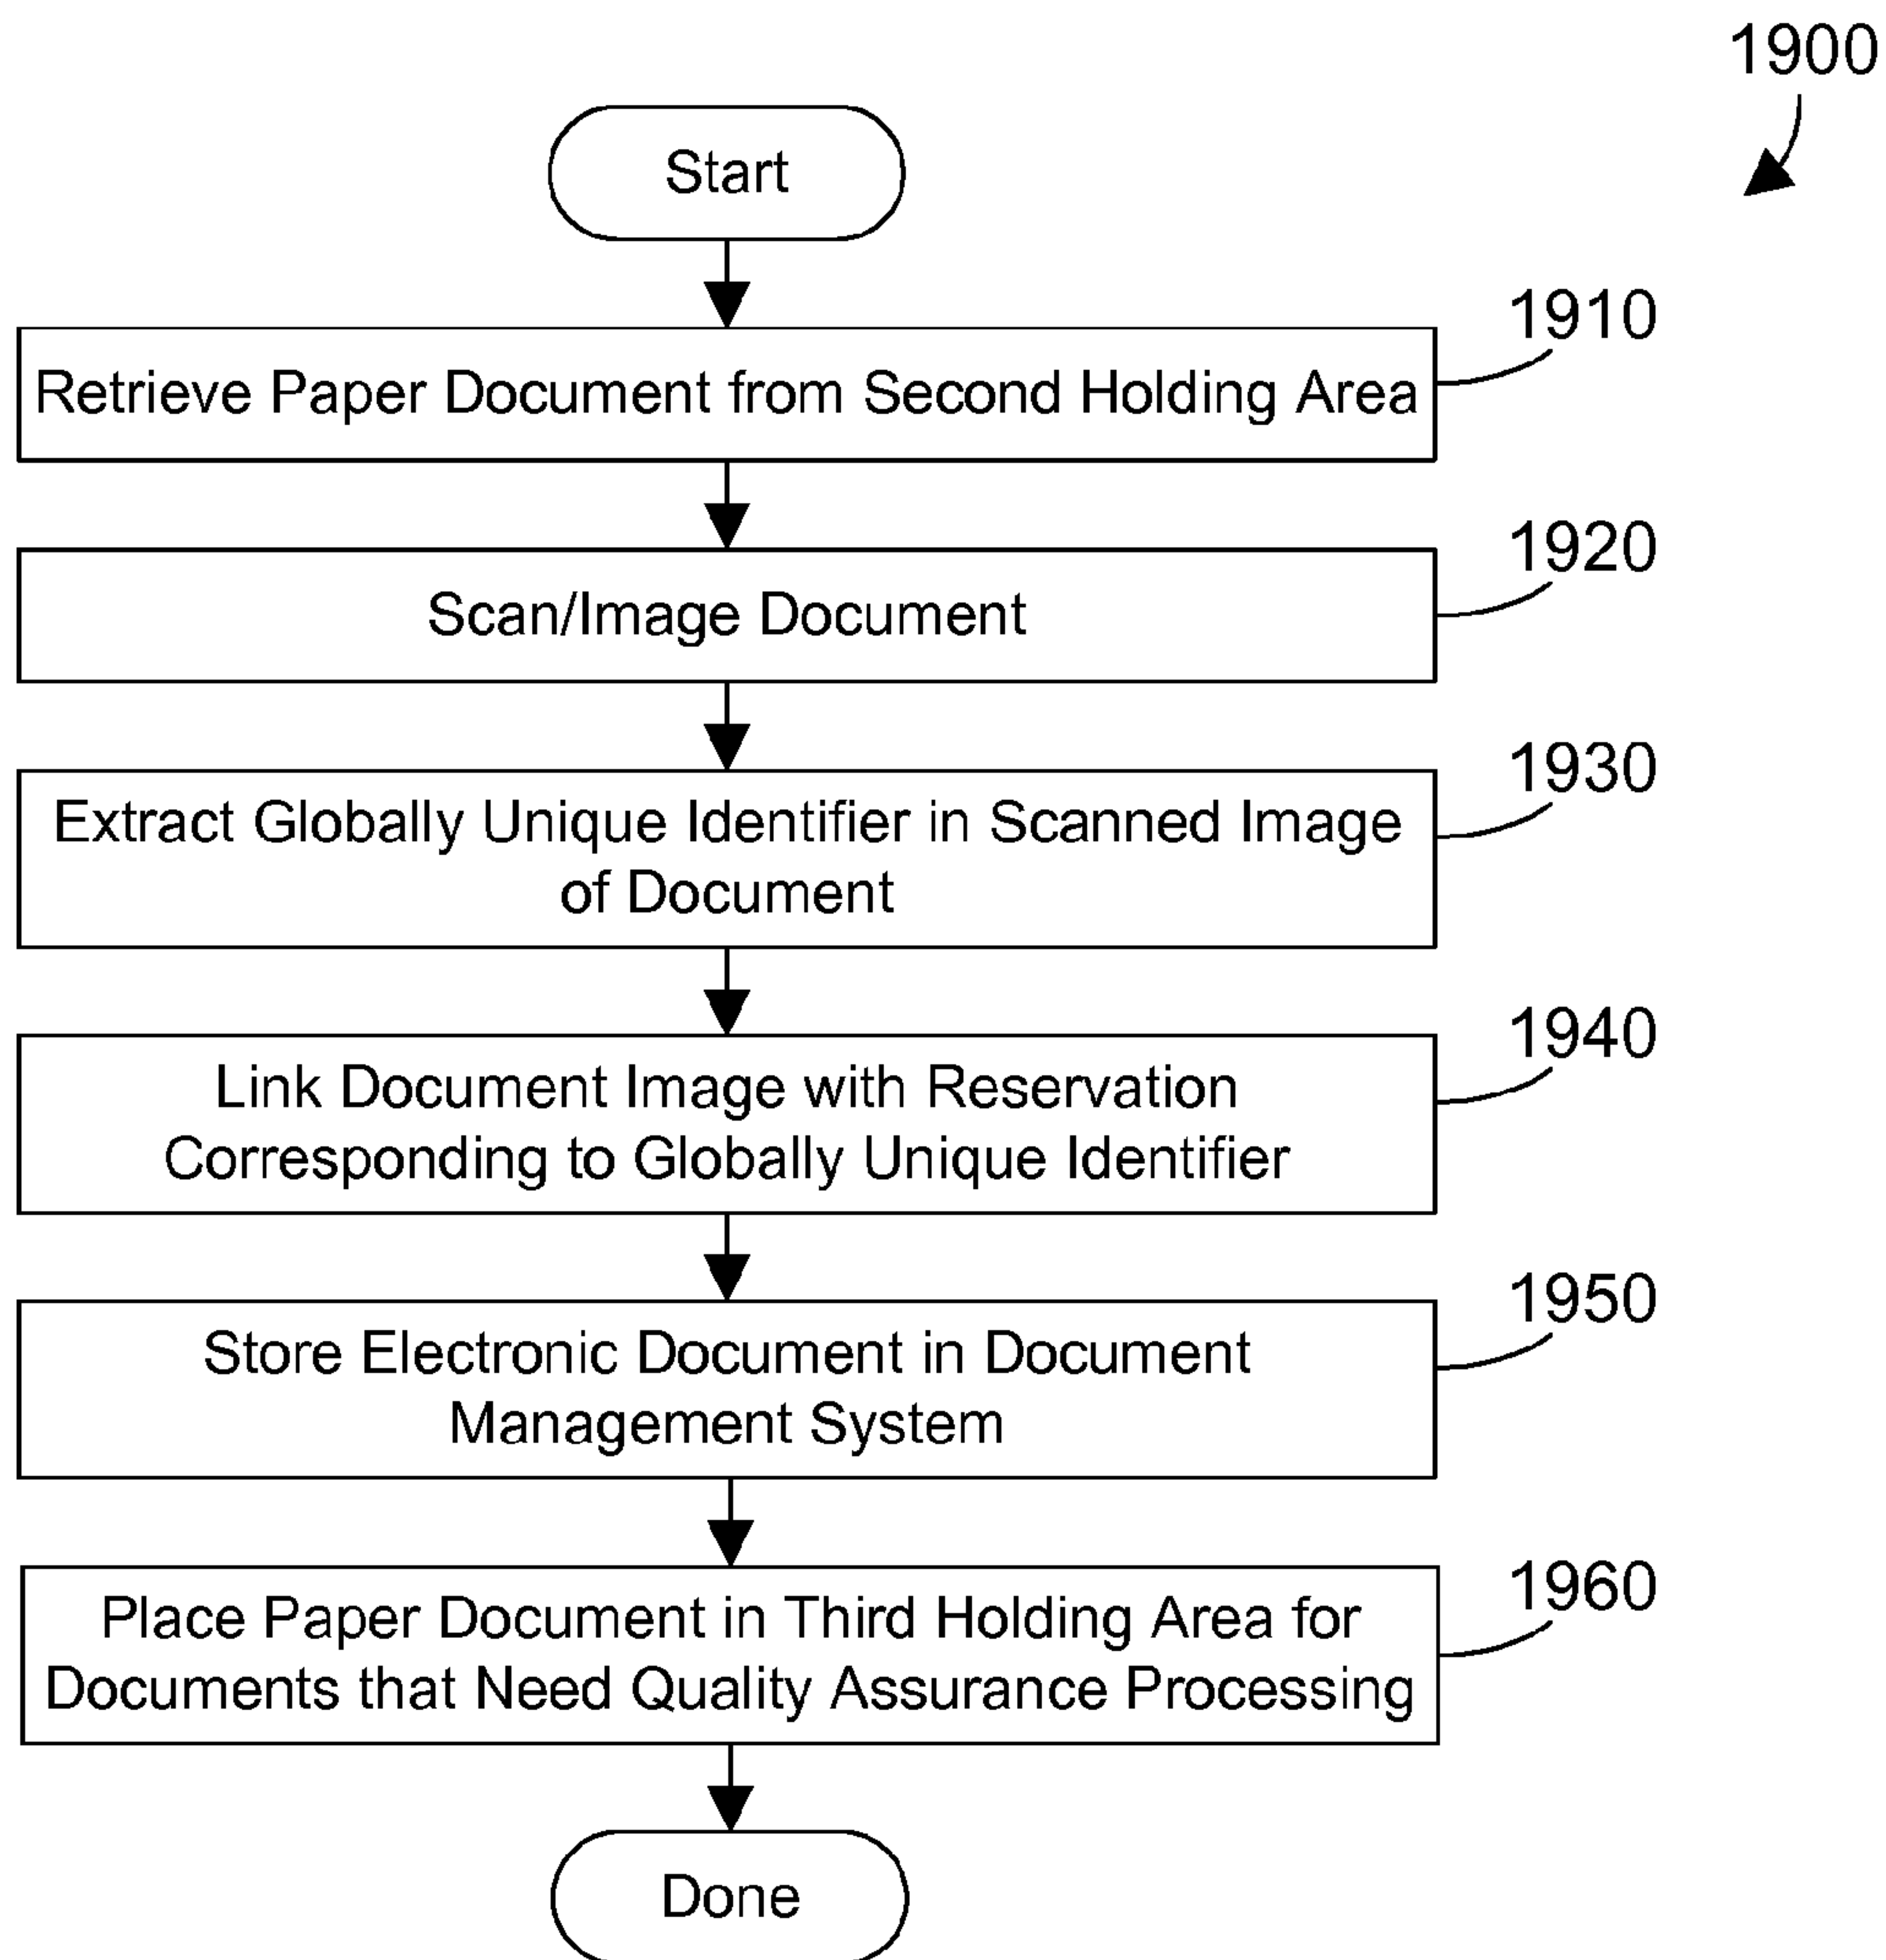 1900
Start
1910
Retrieve Paper Document from Second Holding Area
1920
Scan/Image Document
1930
Extract Globally Unique Identifier in Scanned Image
of Document
1940
Link Document Image with Reservation
Corresponding to Globally Unique Identifier
1950
Store Electronic Document in Document
Management System
1960
Place Paper Document in Third Holding Area for
Documents that Need Quality Assurance Processing
Done